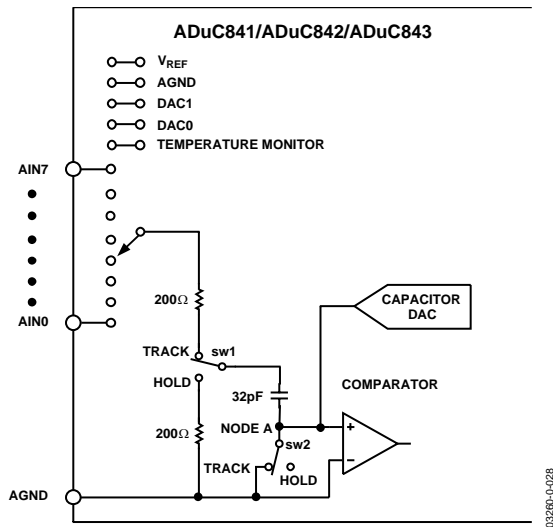 ADuC841/ADuC842/ADuC843
VREF
AGND
DAC1
DAC0
TEMPERATURE MONITOR
AIN7
AIN0
200Ω
CAPACITOR
DAC
TRACK
sw1
HOLD
32pF
COMPARATOR
200Ω
NODE A
+
sw2
TRACK
HOLD
–
AGND
03260-0-028